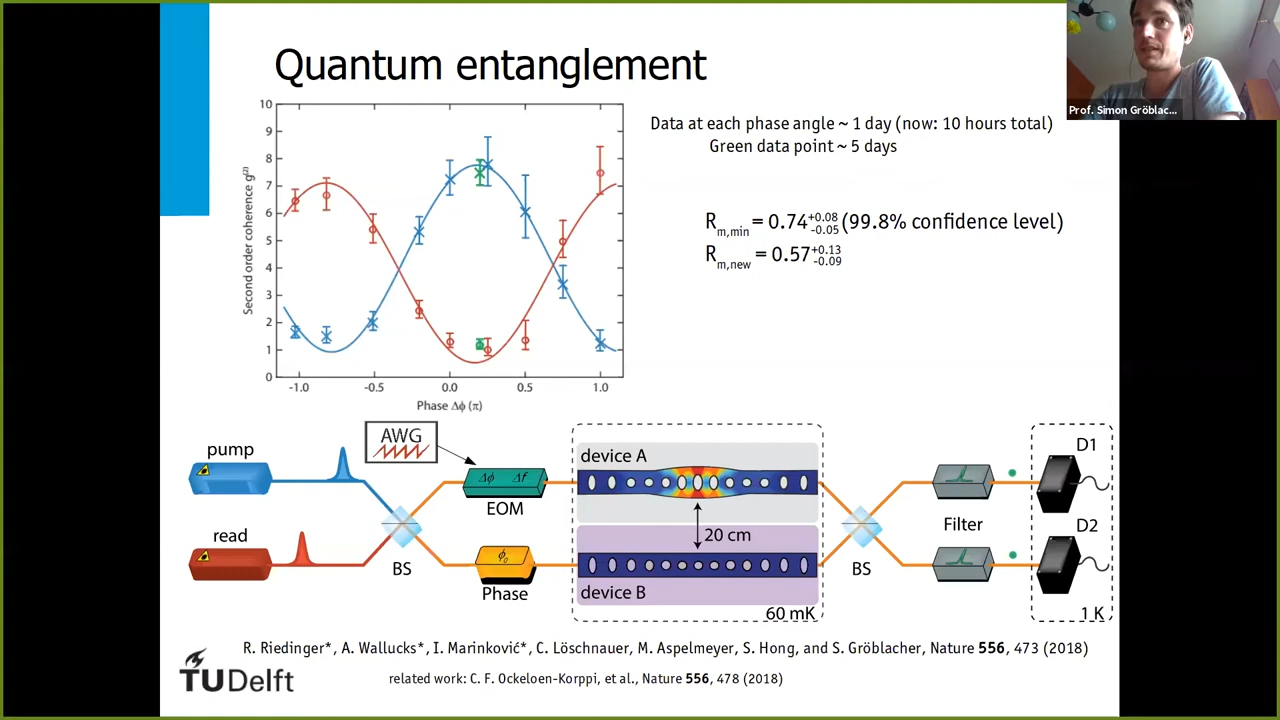 Quantum entanglement
Prof. Simon Gröblac...
Data at each phase angle ~ 1 day (now: 10 hours total)
Green data point ~ 5 days
R_m,min = 0.74 +0.08 -0.05 (99.8% confidence level)
R_m,new = 0.57 +0.13 -0.09
Second order coherence g(2)
10
9
8
7
6
5
4
3
2
1
0
-1.0 -0.5 0.0 0.5 1.0
Phase Δϕ (π)
pump
AWG
Δϕ Δf
EOM
device A
D1
read
BS
ϕ0
Phase
20 cm
device B
60 mK
BS
Filter
D2
1 K
R. Riedinger*, A. Wallucks*, I. Marinković*, C. Löschnauer, M. Aspelmeyer, S. Hong, and S. Gröblacher, Nature 556, 473 (2018)
related work: C. F. Ockeloen-Korppi, et al., Nature 556, 478 (2018)
TUDelft